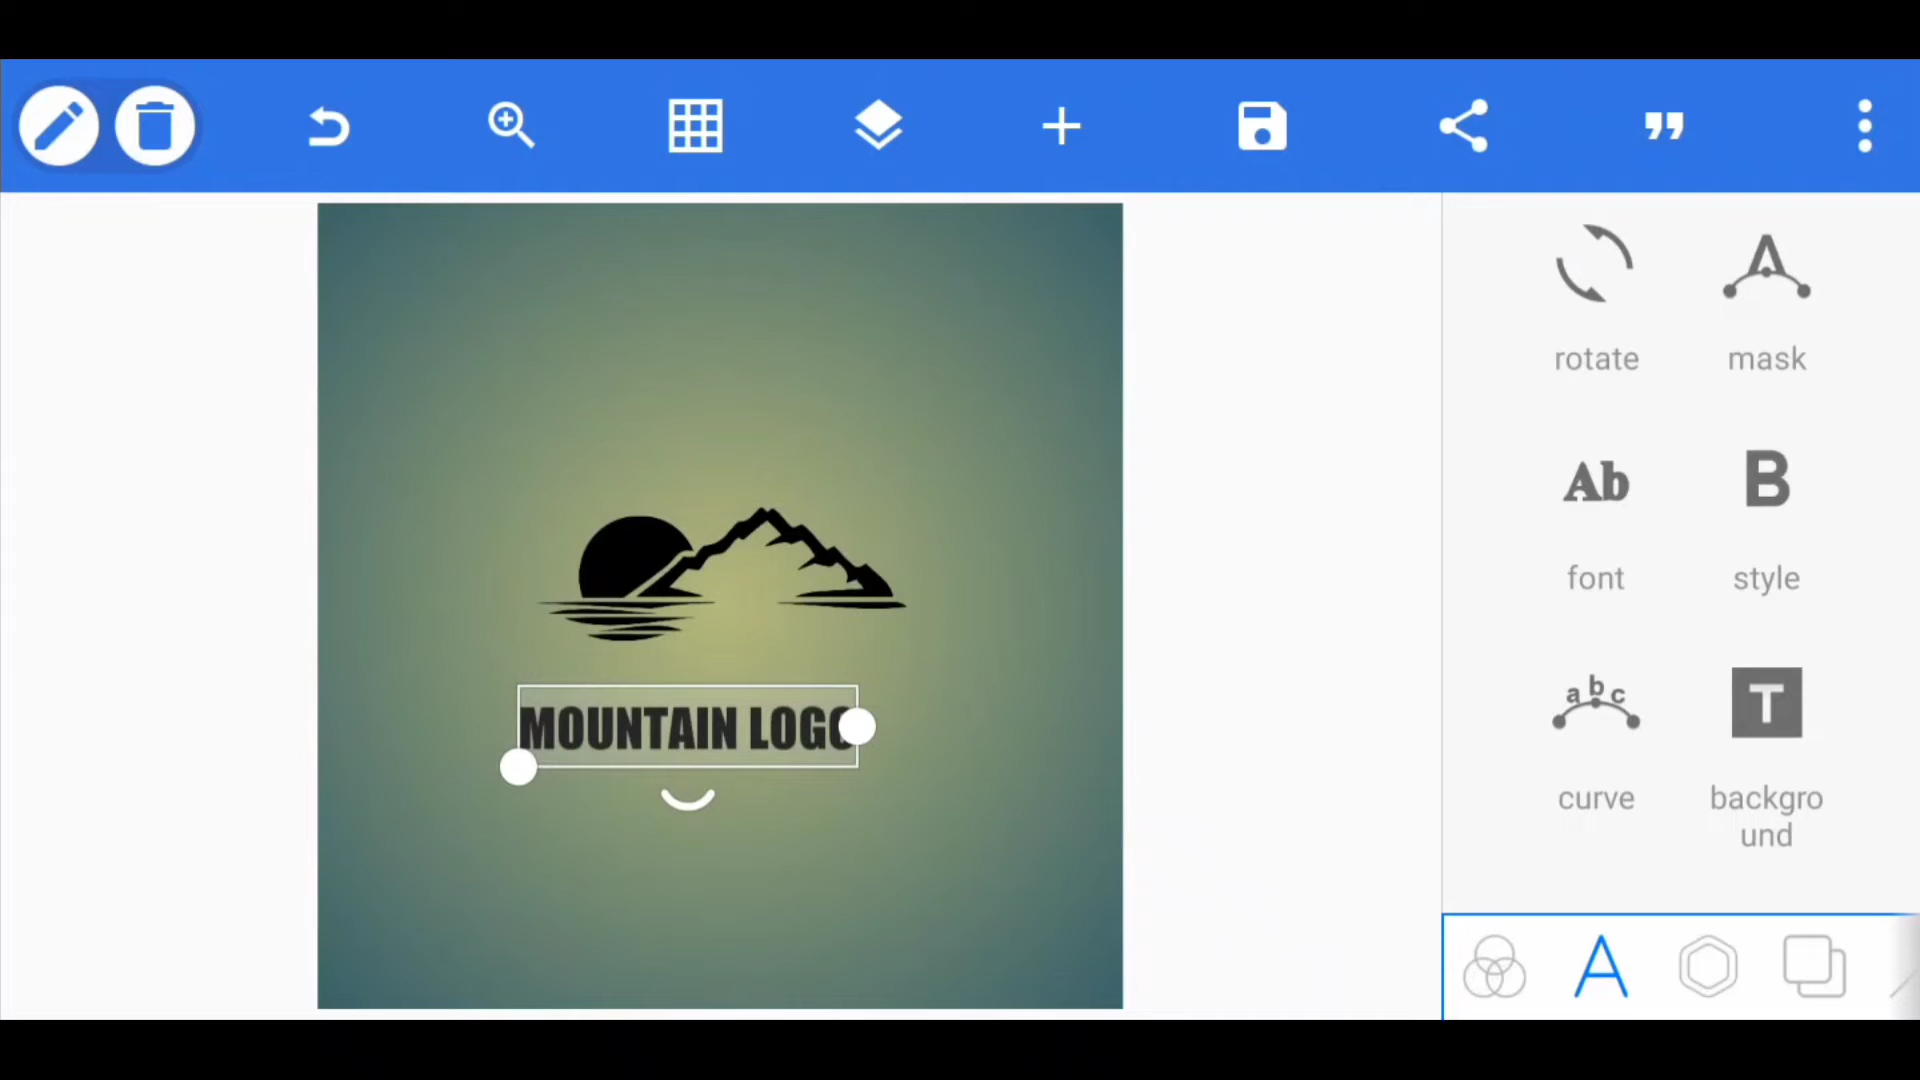 rotate
mask
Ab
B
font
style
abc
T
curve
backgro
und
MOUNTAIN LOGO
A